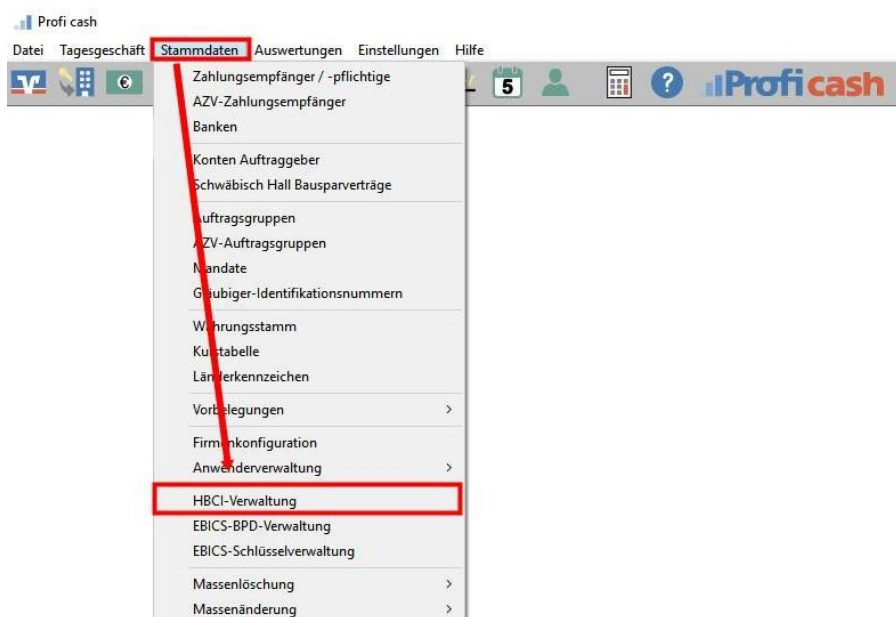 Profi cash
Datei Tagesgeschäft Stammdaten Auswertungen Einstellungen Hilfe
€ 5 ? Profi cash
Zahlungsempfänger / -pflichtige
AZV-Zahlungsempfänger
Banken
Konten Auftraggeber
Schwäbisch Hall Bausparverträge
Auftragsgruppen
AZV-Auftragsgruppen
Mandate
Gläubiger-Identifikationsnummern
Währungsstamm
Kurstabelle
Länderkennzeichen
Vorbelegungen >
Firmenkonfiguration
Anwenderverwaltung >
HBCI-Verwaltung
EBICS-BPD-Verwaltung
EBICS-Schlüsselverwaltung
Massenlöschung >
Massenänderung >